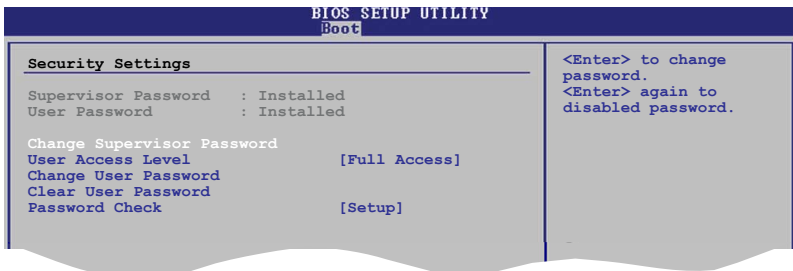 BIOS SETUP UTILITY
Boot
Security Settings
Supervisor Password : Installed
User Password : Installed
Change Supervisor Password
User Access Level [Full Access]
Change User Password
Clear User Password
Password Check [Setup]
<Enter> to change
password.
<Enter> again to
disabled password.